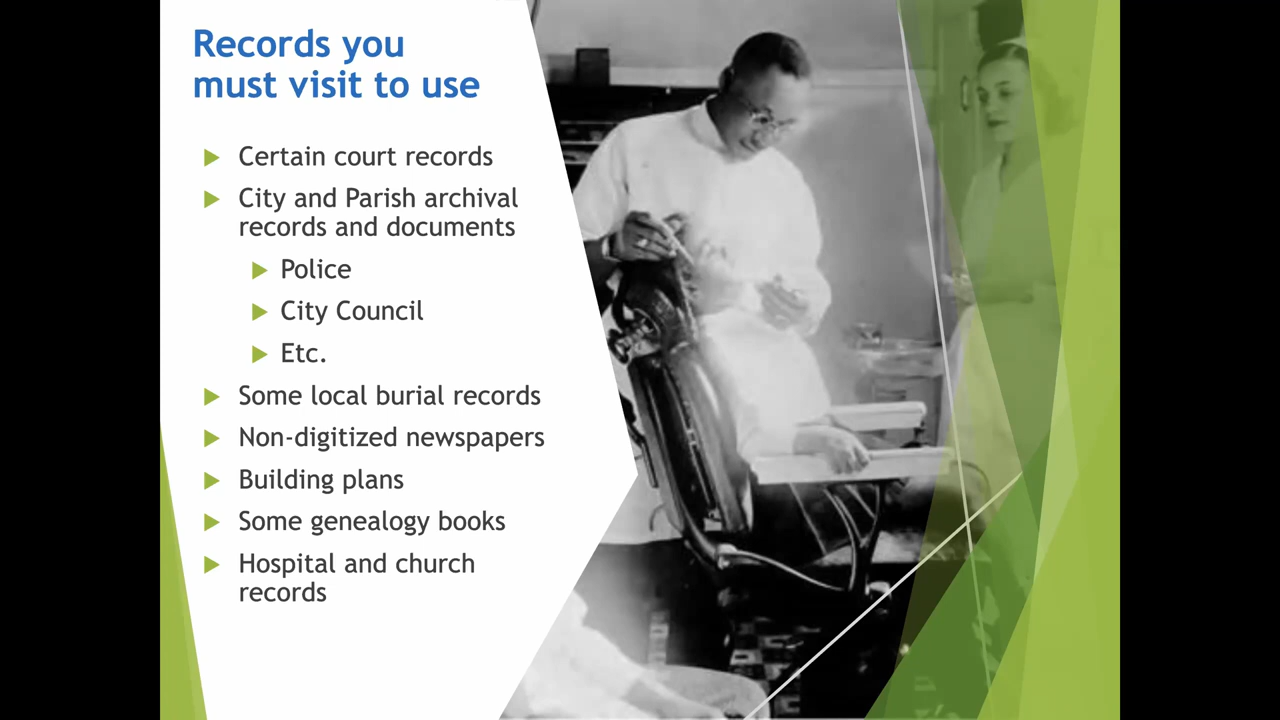 Records you
must visit to use
Certain court records
City and Parish archival
records and documents
Police
City Council
Etc.
Some local burial records
Non-digitized newspapers
Building plans
Some genealogy books
Hospital and church
records